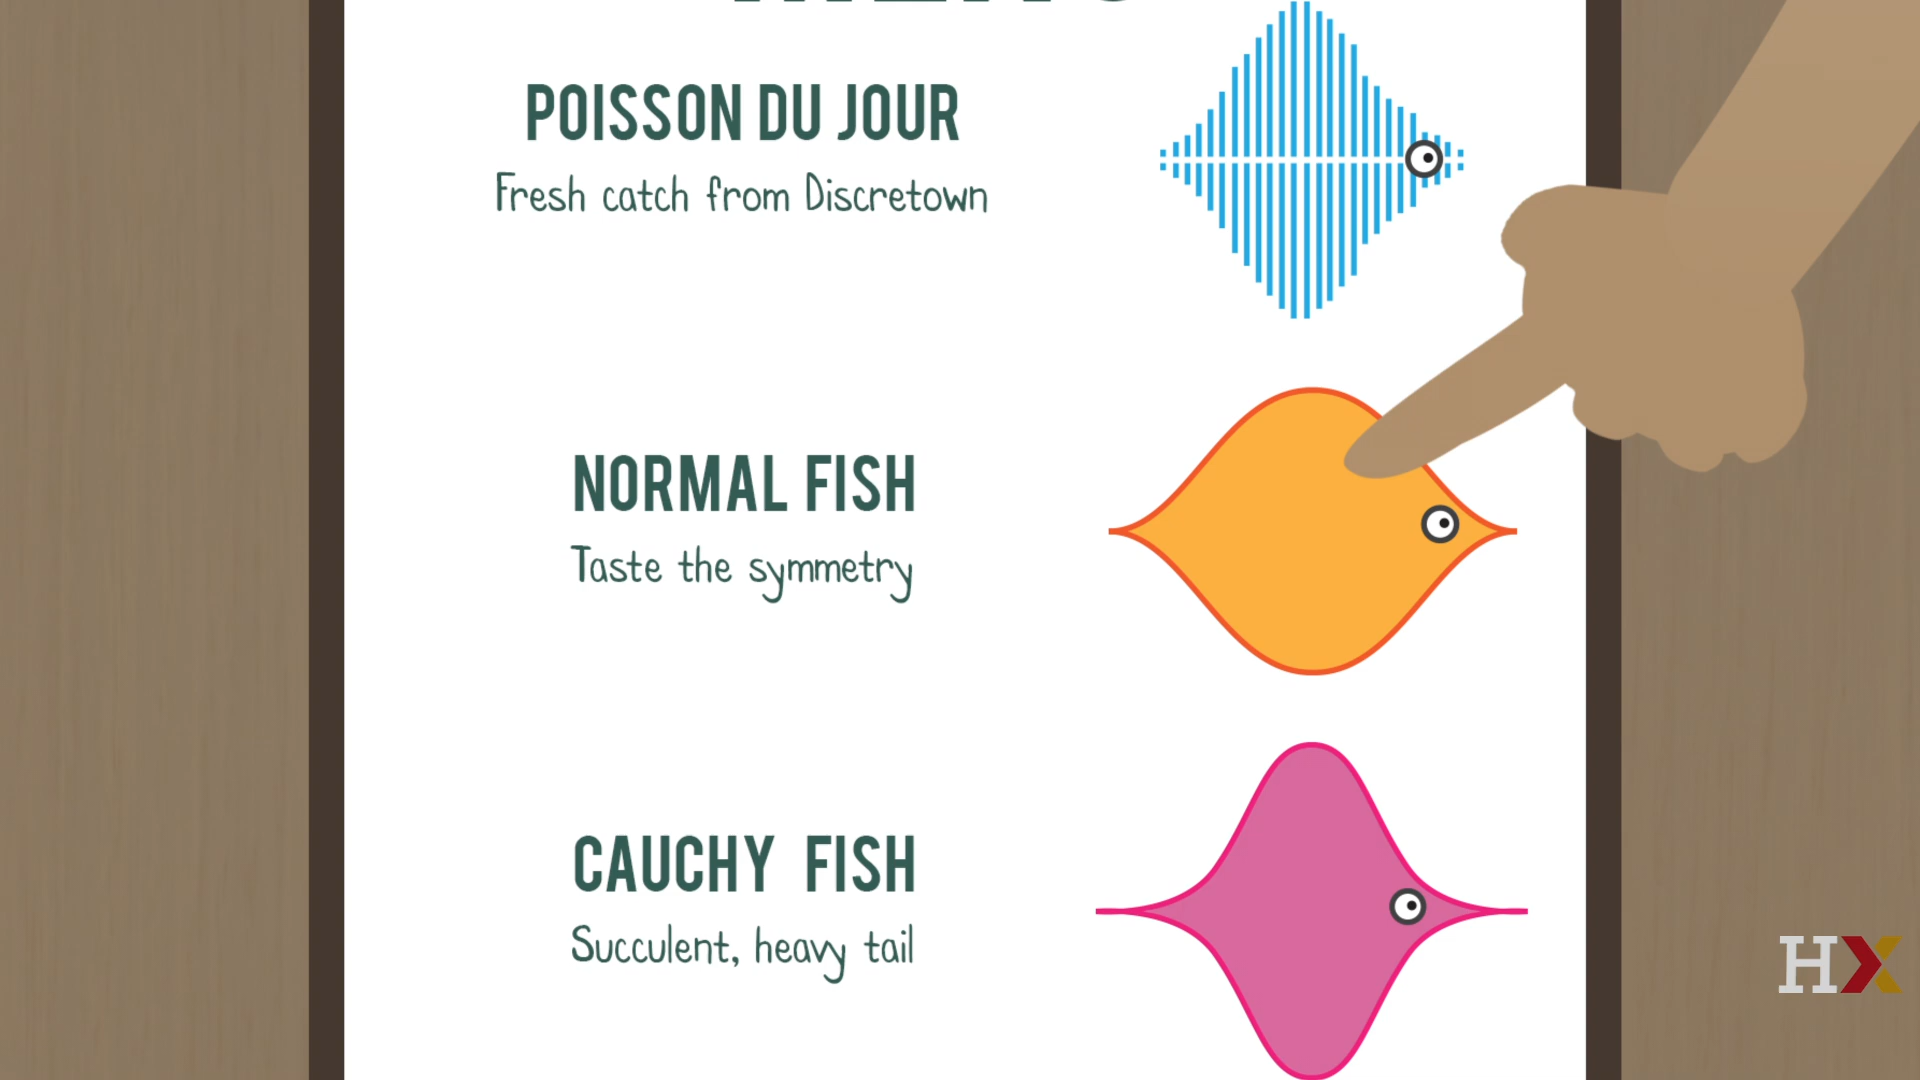 POISSON DU JOUR
Fresh catch from Discretown
NORMAL FISH
Taste the symmetry
CAUCHY FISH
Succulent, heavy tail
HX